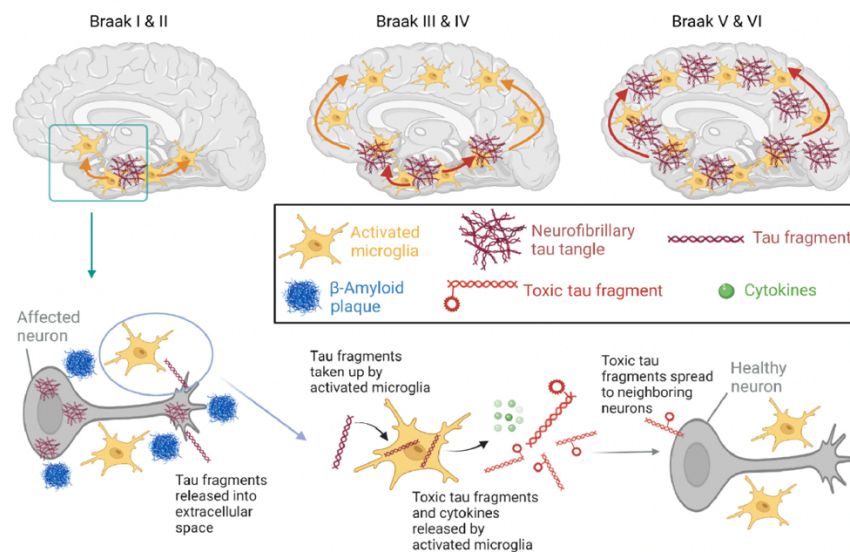 Braak I & II
Braak III & IV
Braak V & VI
Activated
microglia
Neurofibrillary
tau tangle
Tau fragment
β-Amyloid
plaque
Toxic tau fragment
Cytokines
Affected
neuron
Tau fragments
released into
extracellular
space
Tau fragments
taken up by
activated microglia
Toxic tau fragments
and cytokines
released by
activated microglia
Toxic tau
fragments spread
to neighboring
neurons
Healthy
neuron